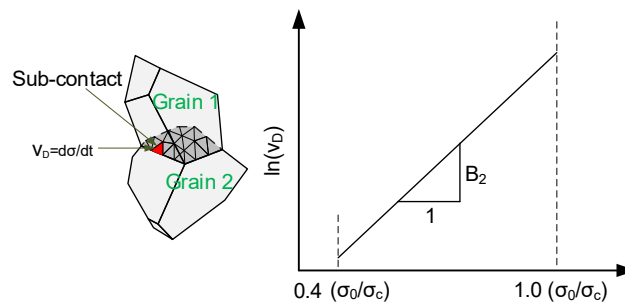 Sub-contact
Grain 1
v_D=dσ/dt
Grain 2
ln(v_D)
B_2
1
0.4 (σ_0/σ_c)
1.0 (σ_0/σ_c)